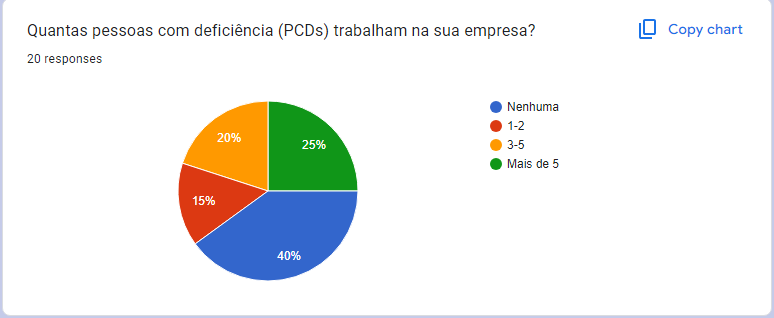 Quantas pessoas com deficiência (PCDs) trabalham na sua empresa?
Copy chart
20 responses
Nenhuma
1-2
3-5
Mais de 5
20%
25%
15%
40%